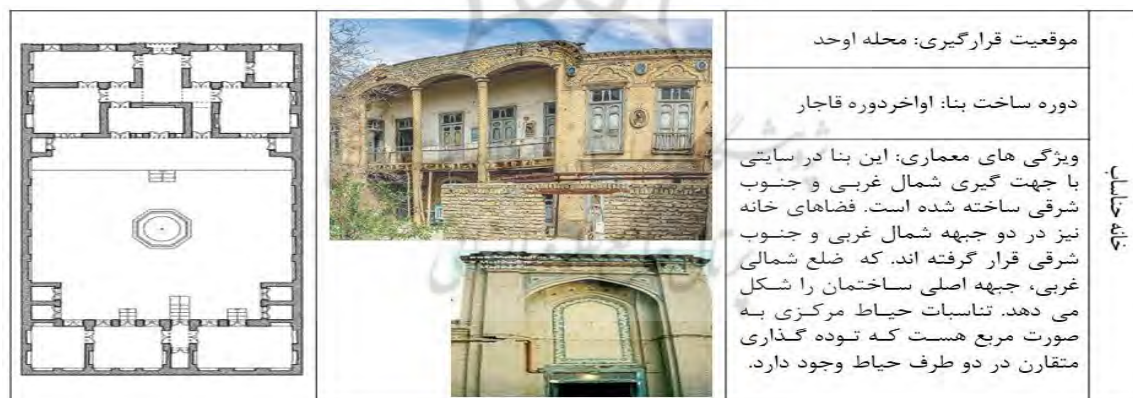 خانه حناساب
موقعیت قرارگیری: محله اوحد
دوره ساخت بنا: اواخردوره قاجار
ویژگی های معماری: این بنا در سایتی
با جهت گیری شمال غربی و جنوب
شرقی ساخته شده است. فضاهای خانه
نیز در دو جبهه شمال غربی و جنوب
شرقی قرار گرفته اند. که ضلع شمالی
غربی، جبهه اصلی ساختمان را شکل
می دهد. تناسبات حیاط مرکزی به
صورت مربع هست که توده گذاری
متقارن در دو طرف حیاط وجود دارد.